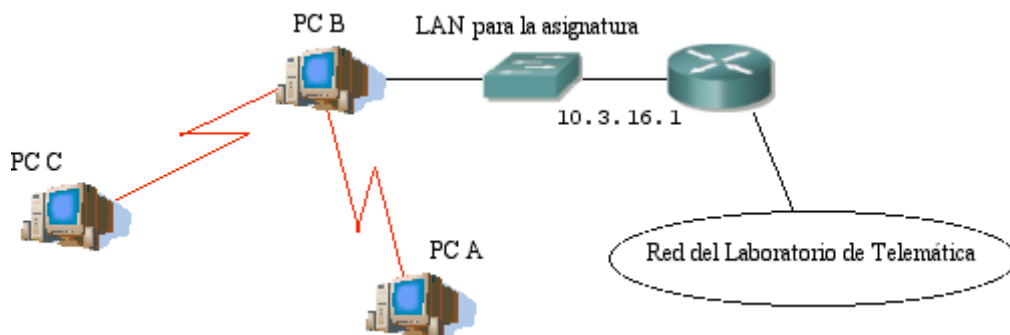 PC B
LAN para la asignatura
10.3.16.1
PC C
PC A
Red del Laboratorio de Telemática